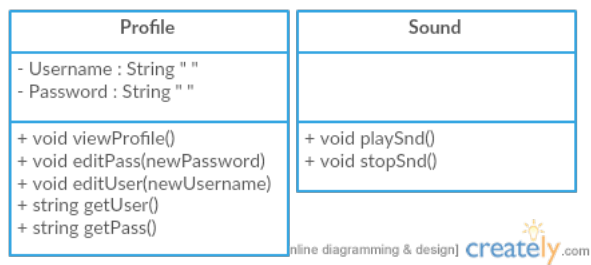 Profile
- Username : String " "
- Password : String " "
+ void viewProfile()
+ void editPass(newPassword)
+ void editUser(newUsername)
+ string getUser()
+ string getPass()
Sound
+ void playSnd()
+ void stopSnd()
nline diagramming & design] creately.com